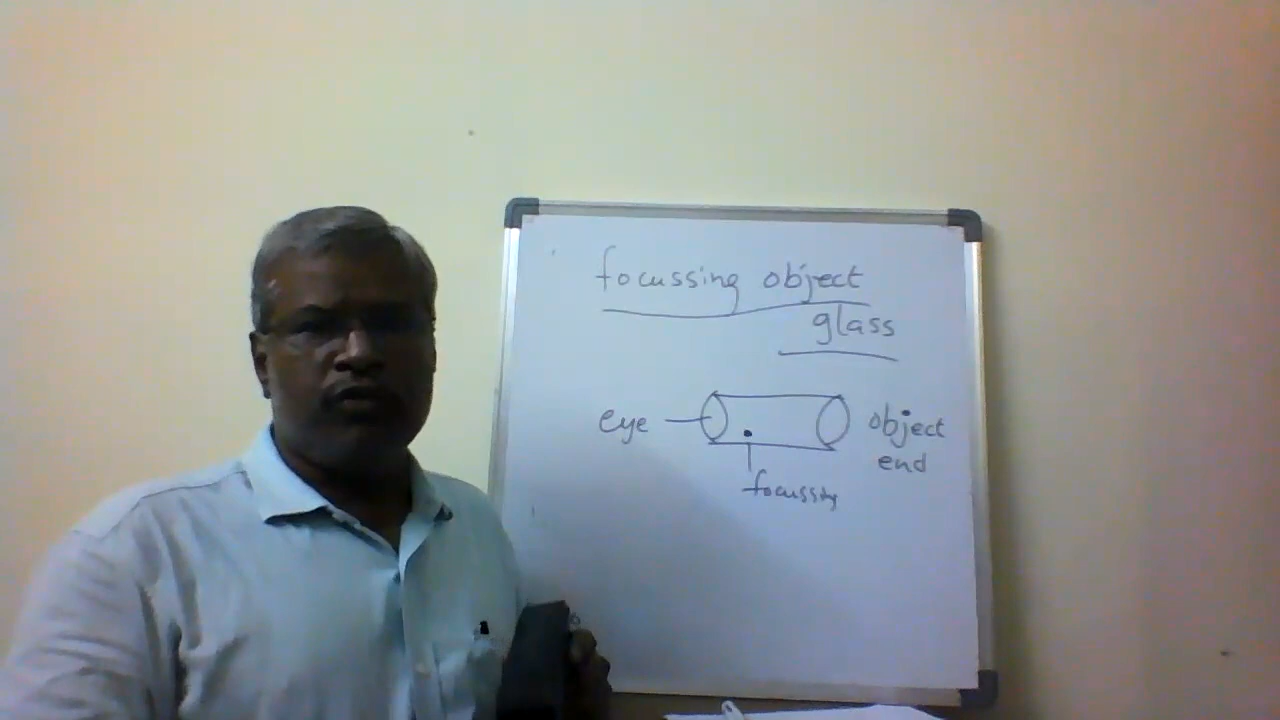 focussing object
glass
eye
object
end
focussing